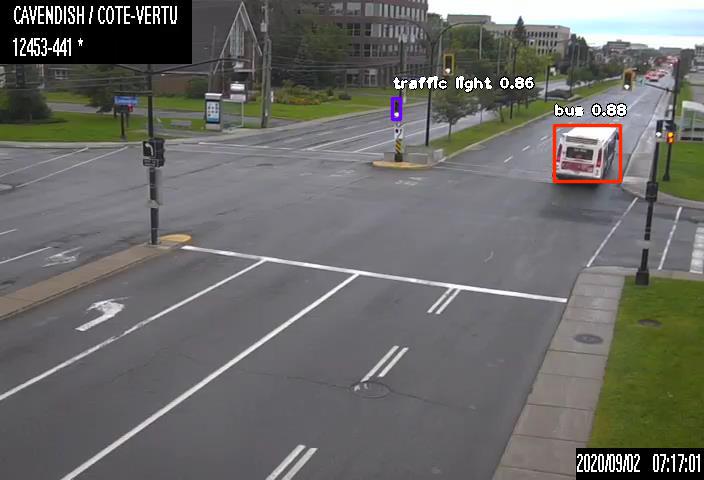 CAVENDISH / COTE-VERTU
12453-441 *
traffic light 0.86
bus 0.88
2020/09/02 07:17:01